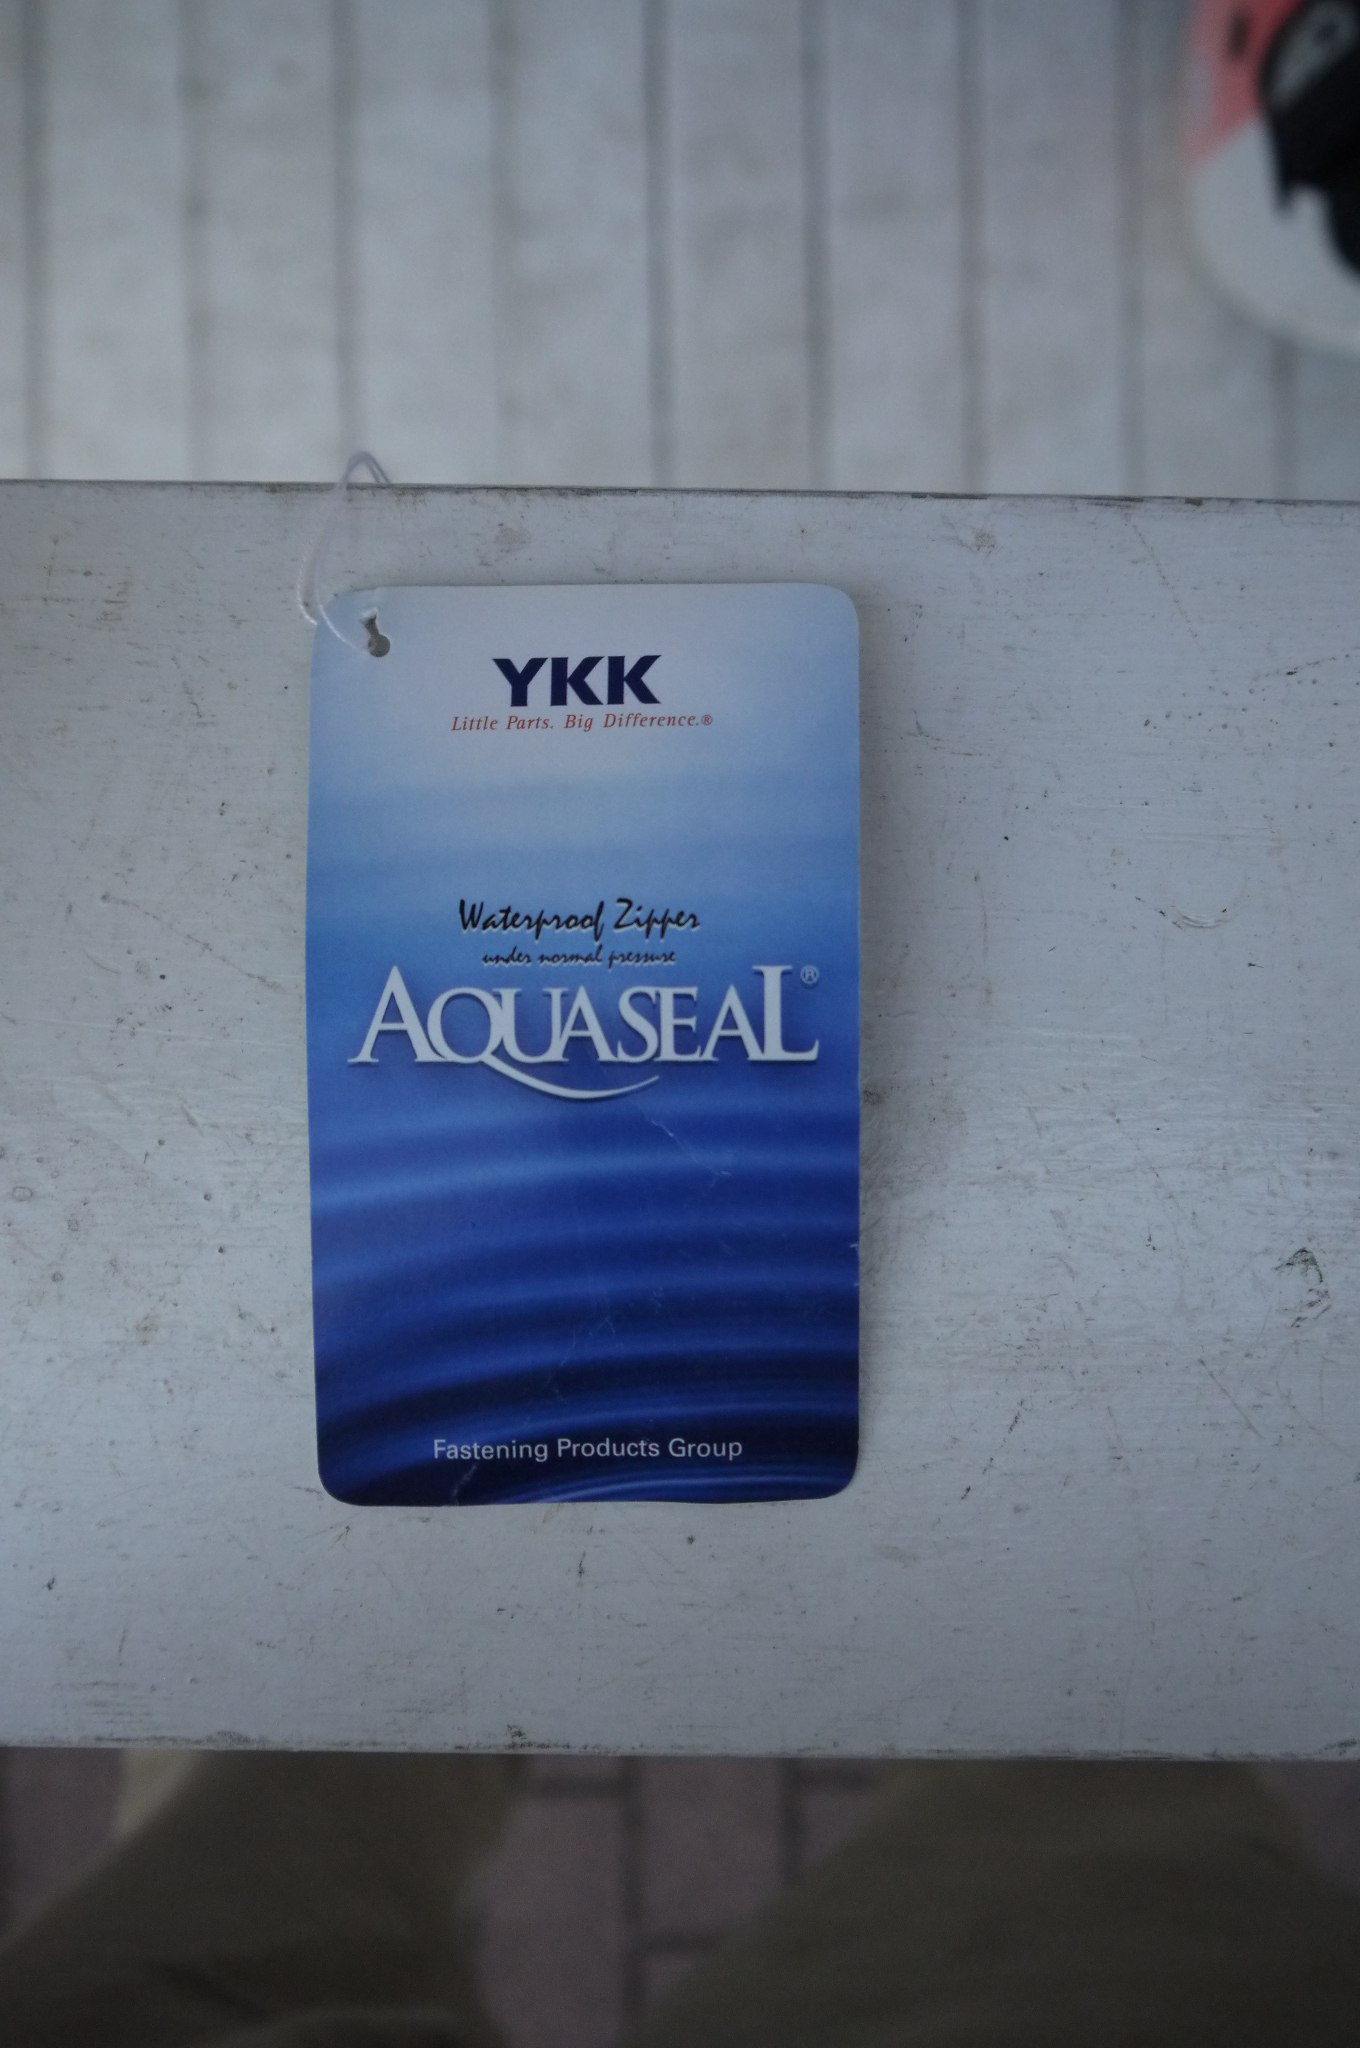 YKK
Little Parts. Big Difference.®
Waterproof Zipper
under normal pressure
AQUASEAL®
Fastening Products Group